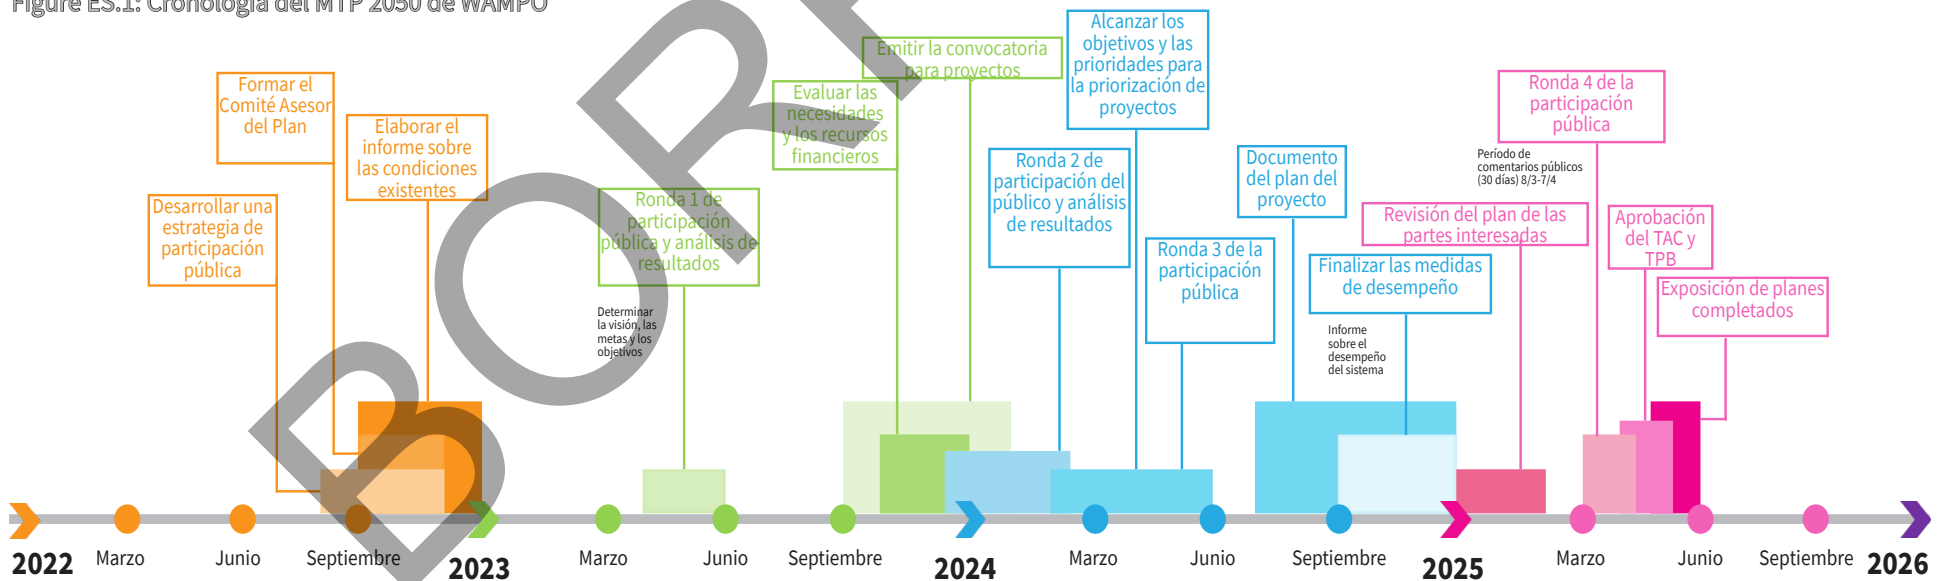 Figure ES.1: Cronología del MTP 2050 de WAMPO
Desarrollar una
estrategia de
participación
pública
Formar el
Comité Asesor
del Plan
Elaborar el
informe sobre
las condiciones
existentes
Ronda 1 de
participación
pública y análisis de
resultados
Determinar
la visión, las
metas y los
objetivos
Evaluar las
necesidades
y los recursos
financieros
Emitir la convocatoria
para proyectos
Ronda 2 de
participación del
público y análisis
de resultados
Alcanzar los
objetivos y las
prioridades para
la priorización de
proyectos
Ronda 3 de la
participación
pública
Documento
del plan del
proyecto
Finalizar las medidas
de desempeño
Informe
sobre el
desempeño
del sistema
Revisión del plan de las
partes interesadas
Ronda 4 de la
participación
pública
Período de
comentarios públicos
(30 días) 8/3-7/4
Aprobación
del TAC y
TPB
Exposición de planes
completados
2022 Marzo Junio Septiembre 2023 Marzo Junio Septiembre 2024 Marzo Junio Septiembre 2025 Marzo Junio Septiembre 2026
BORR